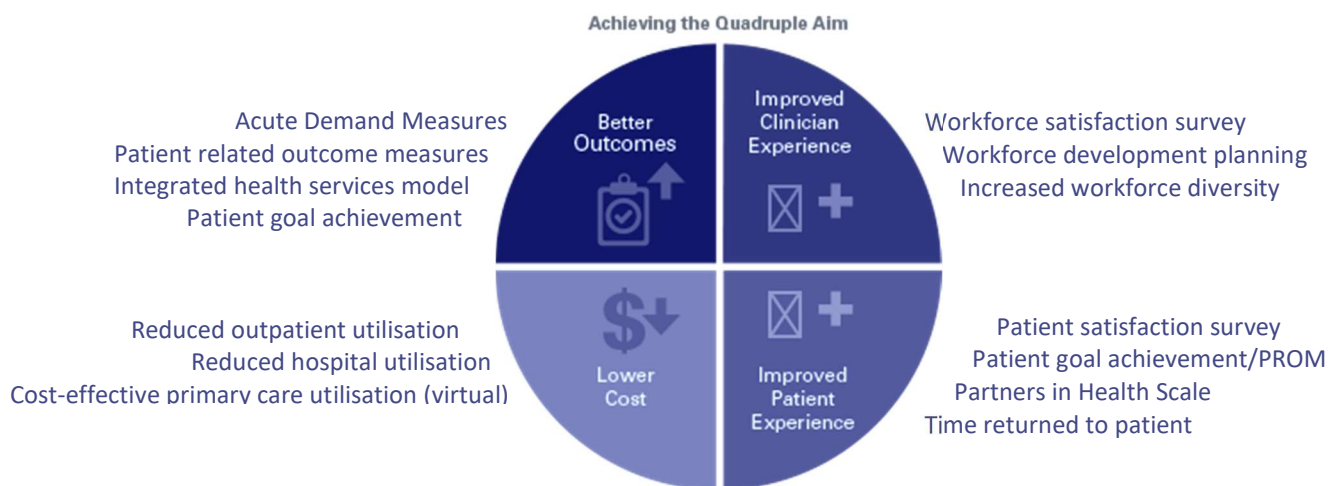 Achieving the Quadruple Aim
Acute Demand Measures
Patient related outcome measures
Integrated health services model
Patient goal achievement
Better
Outcomes
Improved
Clinician
Experience
Workforce satisfaction survey
Workforce development planning
Increased workforce diversity
Reduced outpatient utilisation
Reduced hospital utilisation
Cost-effective primary care utilisation (virtual)
$
Lower
Cost
Improved
Patient
Experience
Patient satisfaction survey
Patient goal achievement/PROM
Partners in Health Scale
Time returned to patient